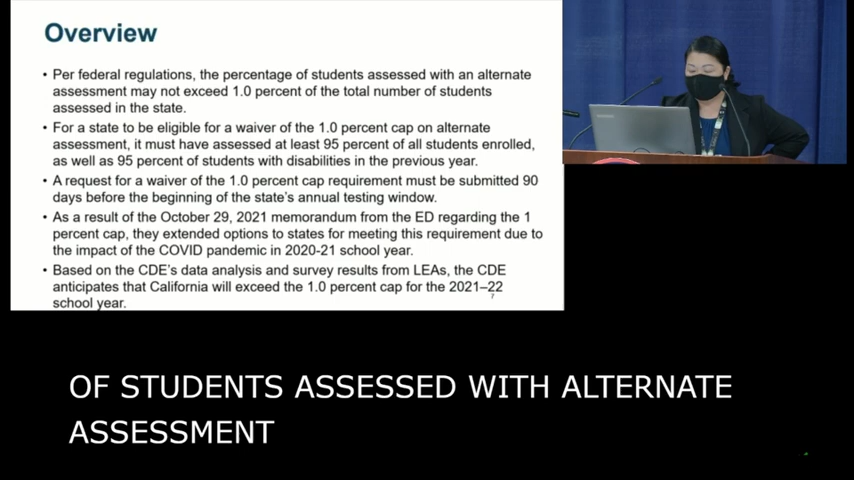 Overview
• Per federal regulations, the percentage of students assessed with an alternate
assessment may not exceed 1.0 percent of the total number of students
assessed in the state.
• For a state to be eligible for a waiver of the 1.0 percent cap on alternate
assessment, it must have assessed at least 95 percent of all students enrolled,
as well as 95 percent of students with disabilities in the previous year.
• A request for a waiver of the 1.0 percent cap requirement must be submitted 90
days before the beginning of the state's annual testing window.
• As a result of the October 29, 2021 memorandum from the ED regarding the 1
percent cap, they extended options to states for meeting this requirement due to
the impact of the COVID pandemic in 2020-21 school year.
• Based on the CDE's data analysis and survey results from LEAs, the CDE
anticipates that California will exceed the 1.0 percent cap for the 2021–22
school year.
7
OF STUDENTS ASSESSED WITH ALTERNATE
ASSESSMENT